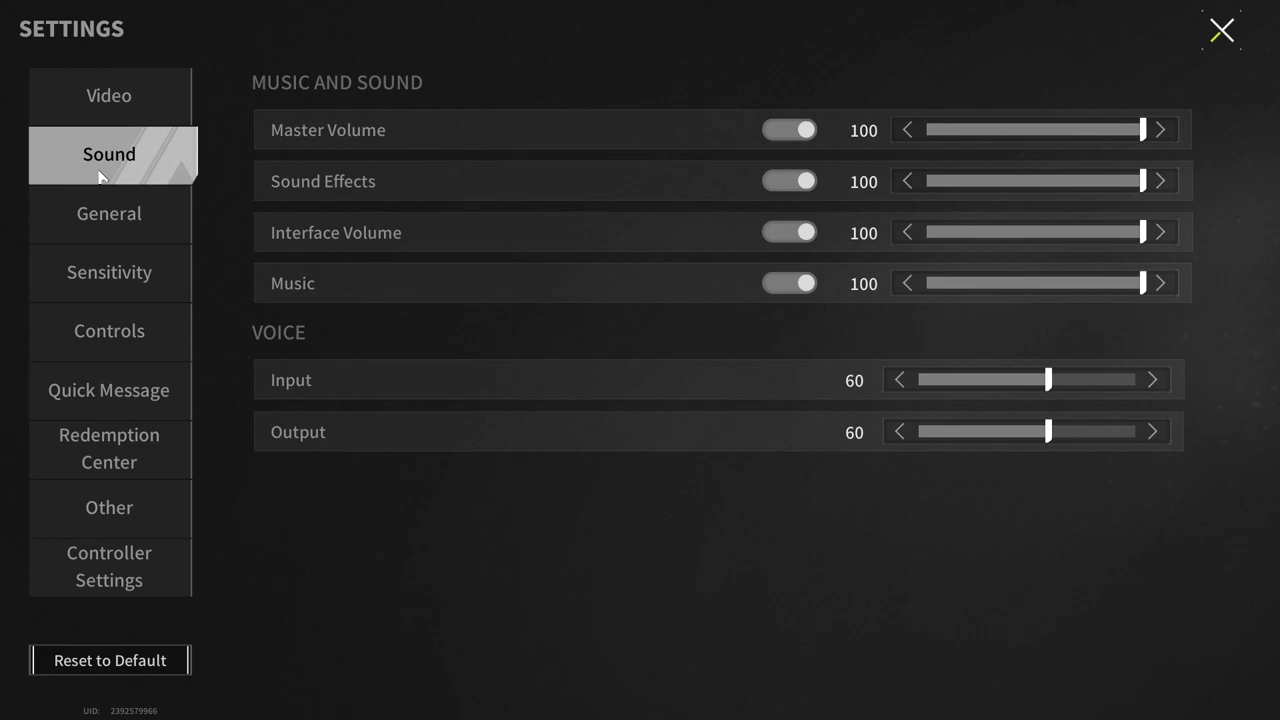 SETTINGS
Video
Sound
General
Sensitivity
Controls
Quick Message
Redemption
Center
Other
Controller
Settings
Reset to Default
UID: 2392579966
MUSIC AND SOUND
Master Volume 100
Sound Effects 100
Interface Volume 100
Music 100
VOICE
Input 60
Output 60